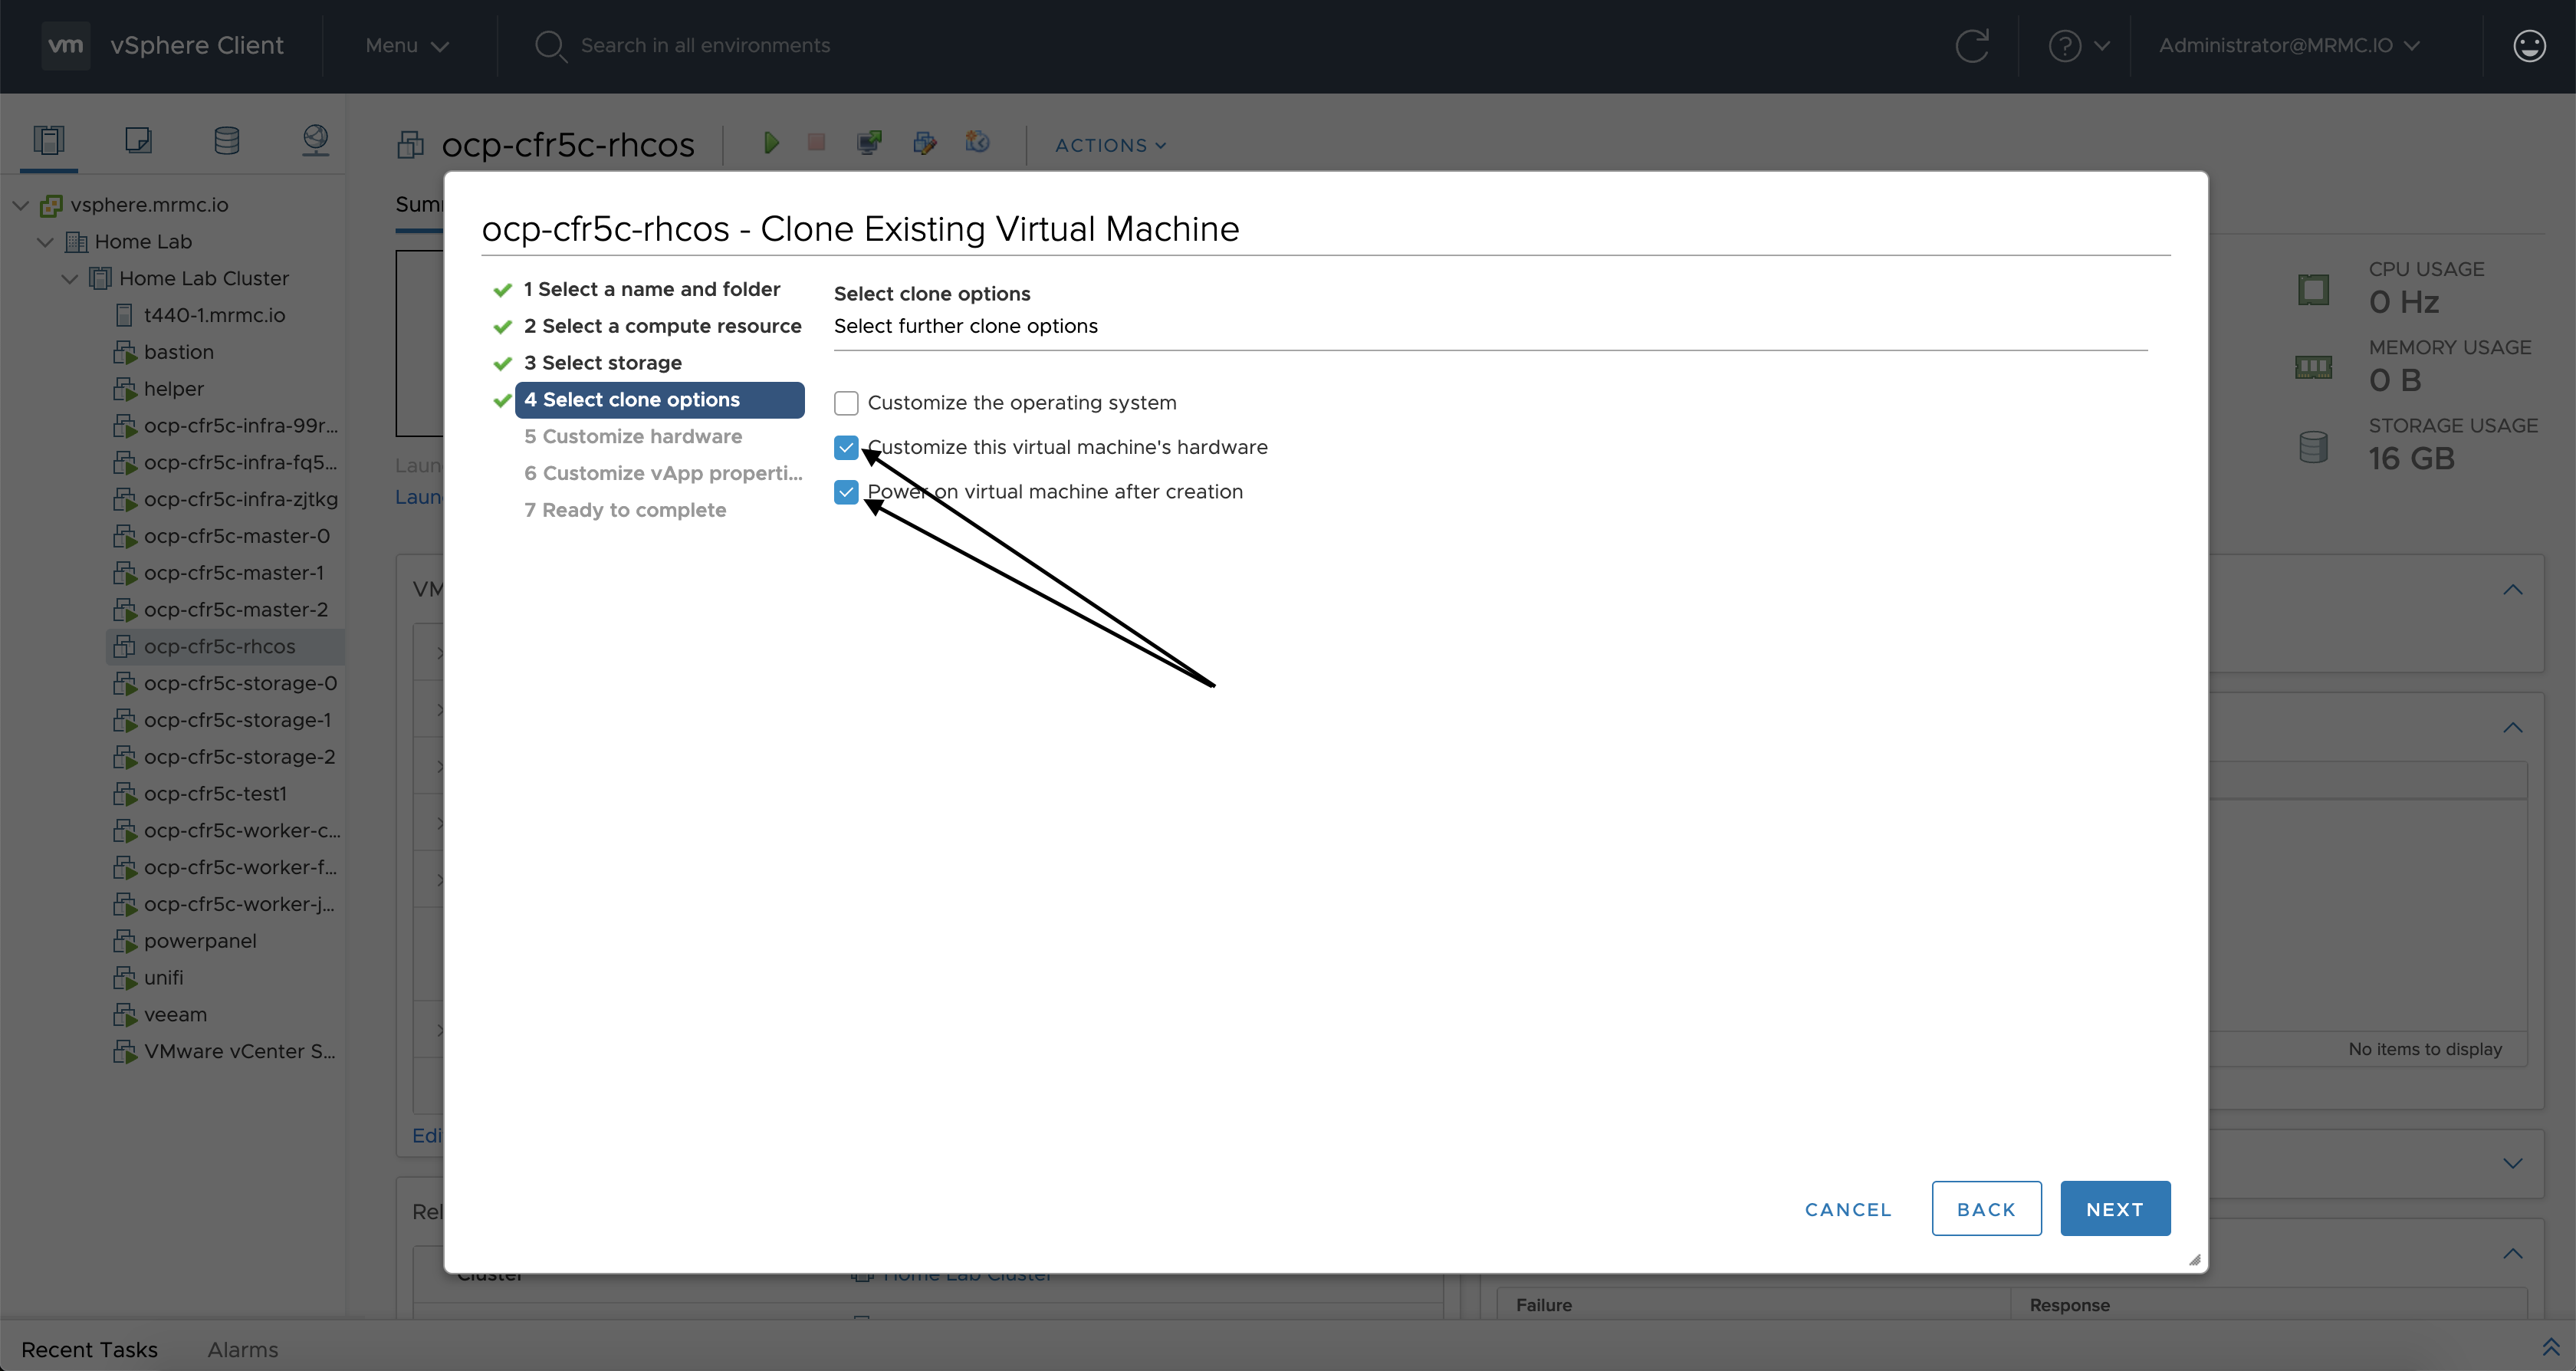 vm vSphere Client Menu Search in all environments Administrator@MRMC.IO
ocp-cfr5c-rhcos ACTIONS
vsphere.mrmc.io
Home Lab
Home Lab Cluster
t440-1.mrmc.io
bastion
helper
ocp-cfr5c-infra-99r...
ocp-cfr5c-infra-fq5...
ocp-cfr5c-infra-zjtkg
ocp-cfr5c-master-0
ocp-cfr5c-master-1
ocp-cfr5c-master-2
ocp-cfr5c-rhcos
ocp-cfr5c-storage-0
ocp-cfr5c-storage-1
ocp-cfr5c-storage-2
ocp-cfr5c-test1
ocp-cfr5c-worker-c...
ocp-cfr5c-worker-f...
ocp-cfr5c-worker-j...
powerpanel
unifi
veeam
VMware vCenter S...
ocp-cfr5c-rhcos - Clone Existing Virtual Machine
1 Select a name and folder
2 Select a compute resource
3 Select storage
4 Select clone options
5 Customize hardware
6 Customize vApp properti...
7 Ready to complete
Select clone options
Select further clone options
Customize the operating system
Customize this virtual machine's hardware
Power on virtual machine after creation
CANCEL BACK NEXT
CPU USAGE
0 Hz
MEMORY USAGE
0 B
STORAGE USAGE
16 GB
No items to display
Cluster Home Lab Cluster
Failure Response
Recent Tasks Alarms